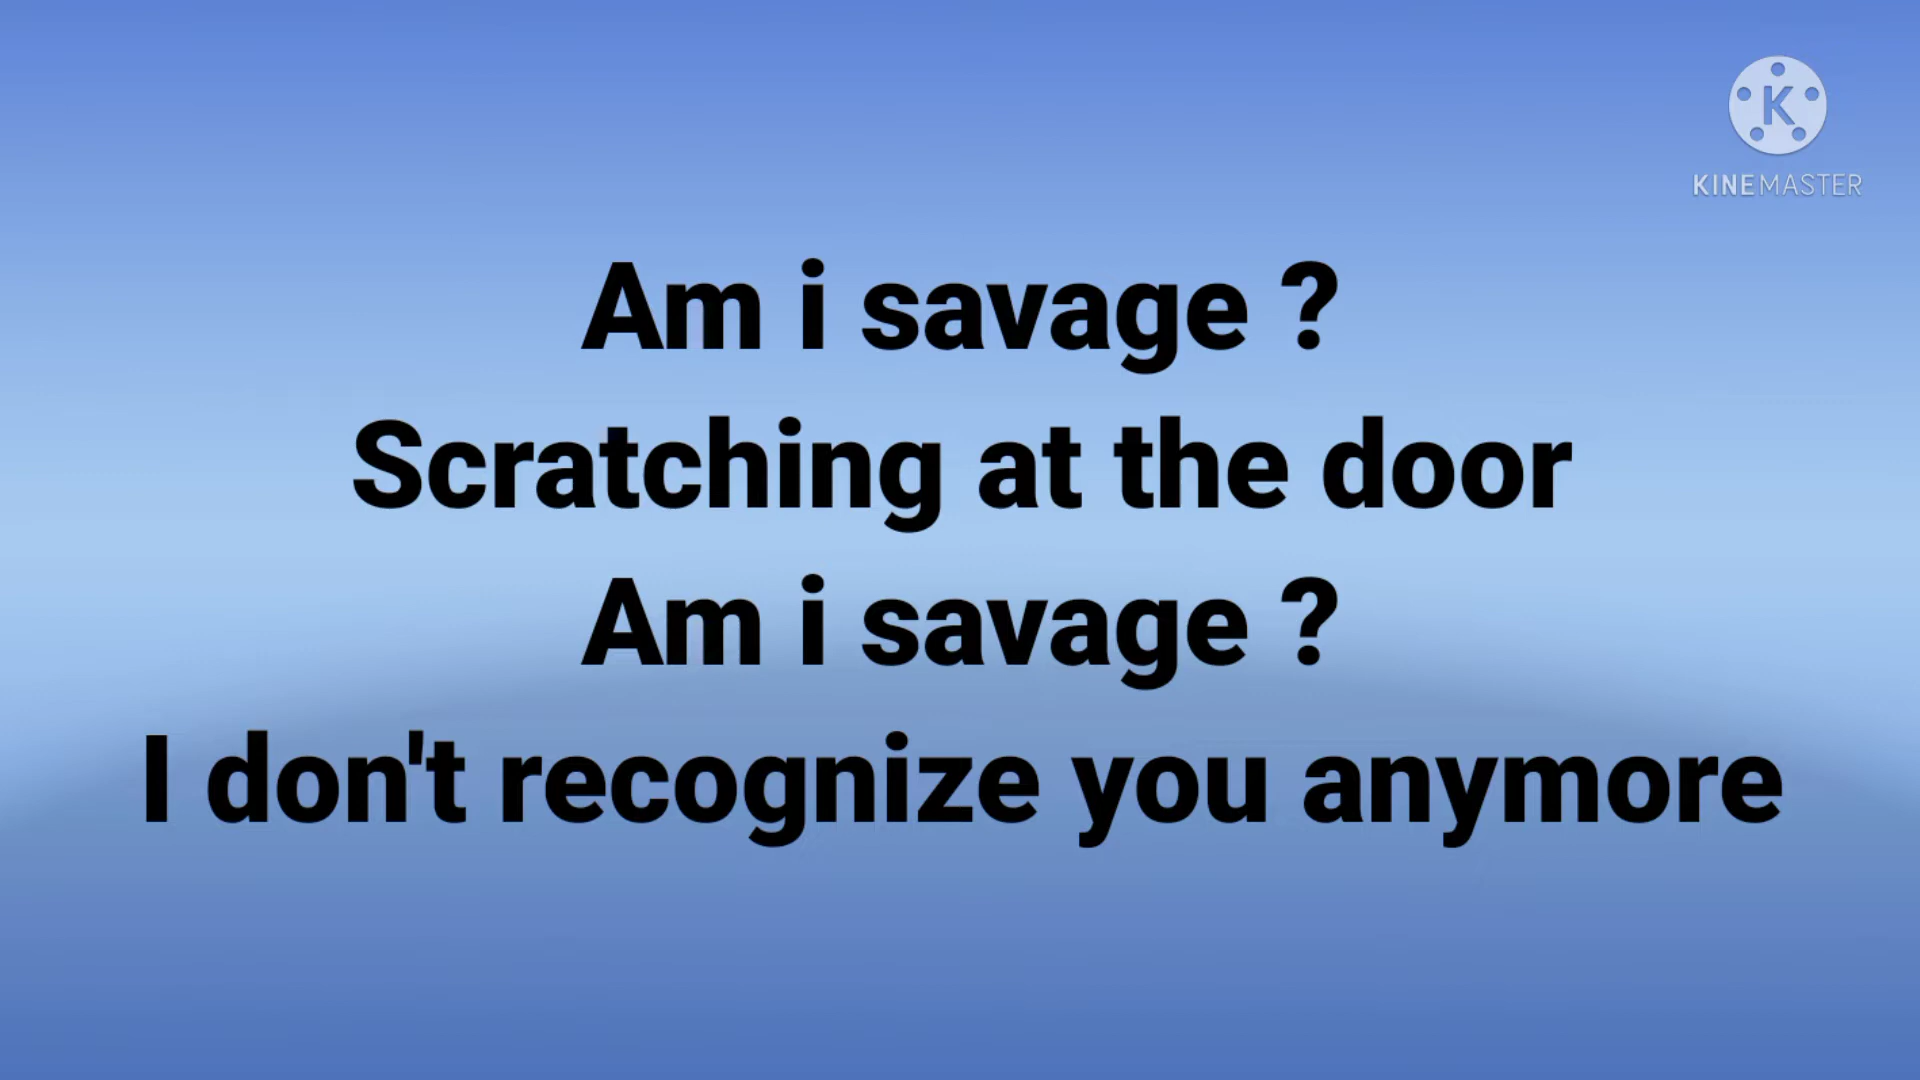 K
KINEMASTER
Am i savage ?
Scratching at the door
Am i savage ?
I don't recognize you anymore